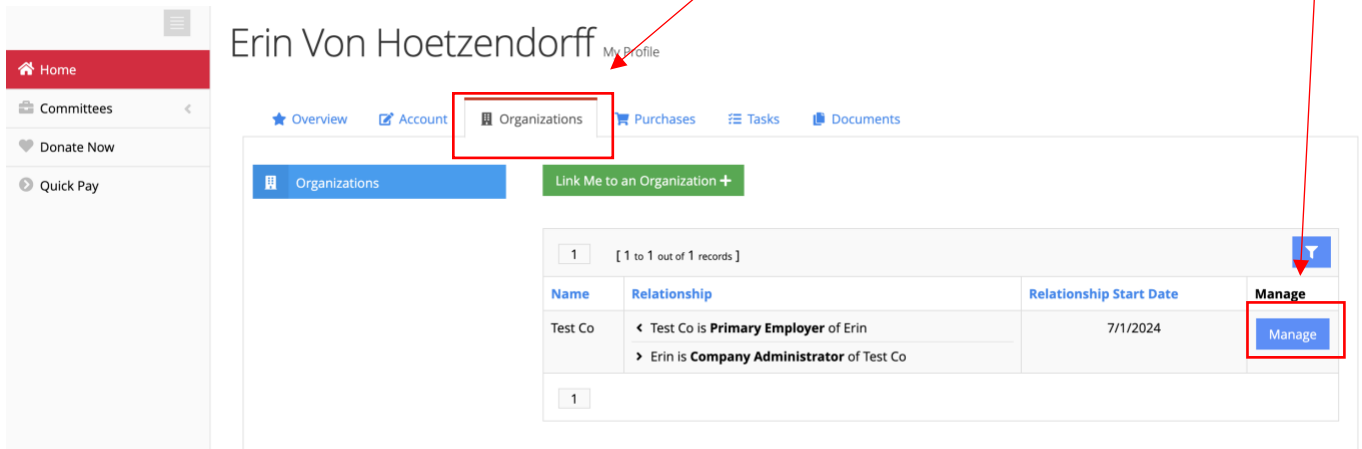 Erin Von Hoetzendorff My Profile
Home
Committees
Donate Now
Quick Pay
Overview Account Organizations Purchases Tasks Documents
Organizations
Link Me to an Organization +
1 [ 1 to 1 out of 1 records ]
Name Relationship Relationship Start Date Manage
Test Co < Test Co is Primary Employer of Erin 7/1/2024 Manage
> Erin is Company Administrator of Test Co
1